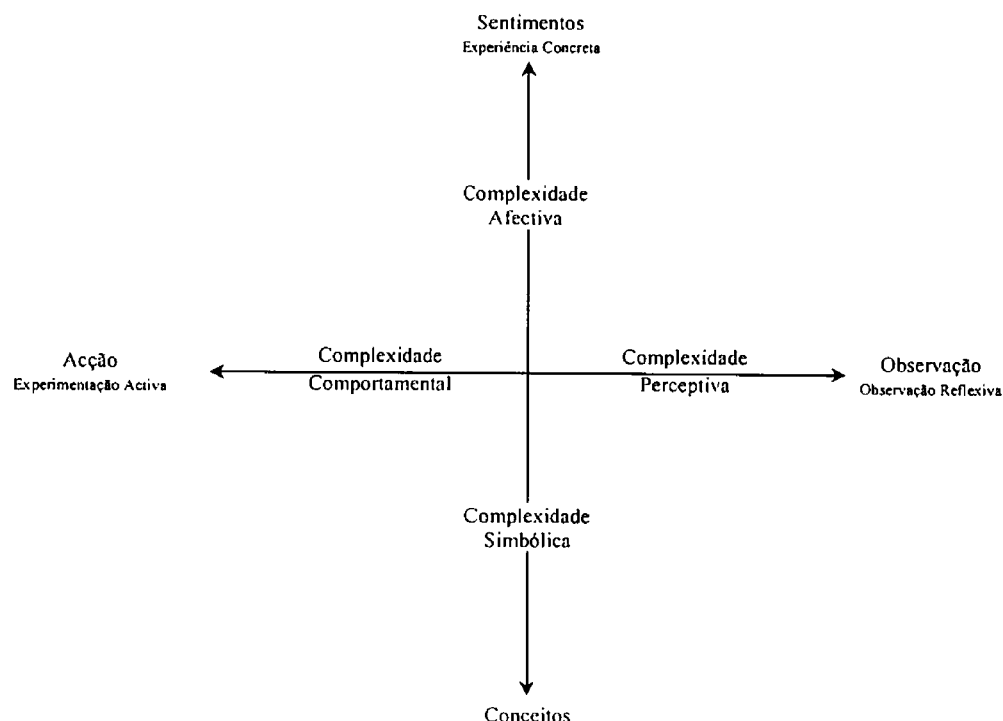 Sentimentos
Experiência Concreta
Complexidade
Afectiva
Acção
Experimentação Activa
Complexidade
Comportamental
Complexidade
Perceptiva
Observação
Observação Reflexiva
Complexidade
Simbólica
Conceitos